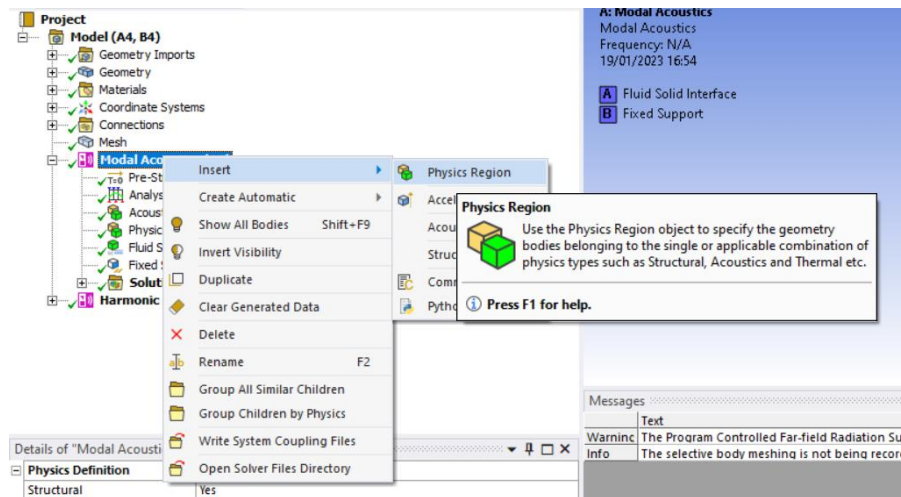 Project
Model (A4, B4)
Geometry Imports
Geometry
Materials
Coordinate Systems
Connections
Mesh
Modal Aco
Pre-St
Analys
Acous
Physic
Fluid S
Fixed
Solut
Harmonic
Insert
Create Automatic
Show All Bodies Shift+F9
Invert Visibility
Duplicate
Clear Generated Data
Delete
Rename F2
Group All Similar Children
Group Children by Physics
Write System Coupling Files
Open Solver Files Directory
Physics Region
Accel
Acou
Struc
Comm
Pytho
Physics Region
Use the Physics Region object to specify the geometry
bodies belonging to the single or applicable combination of
physics types such as Structural, Acoustics and Thermal etc.
Press F1 for help.
A: Modal Acoustics
Modal Acoustics
Frequency: N/A
19/01/2023 16:54
A Fluid Solid Interface
B Fixed Support
Messages
Text
Warninc The Program Controlled Far-field Radiation Su
Info The selective body meshing is not being recor
Details of "Modal Acousti
Physics Definition
Structural Yes